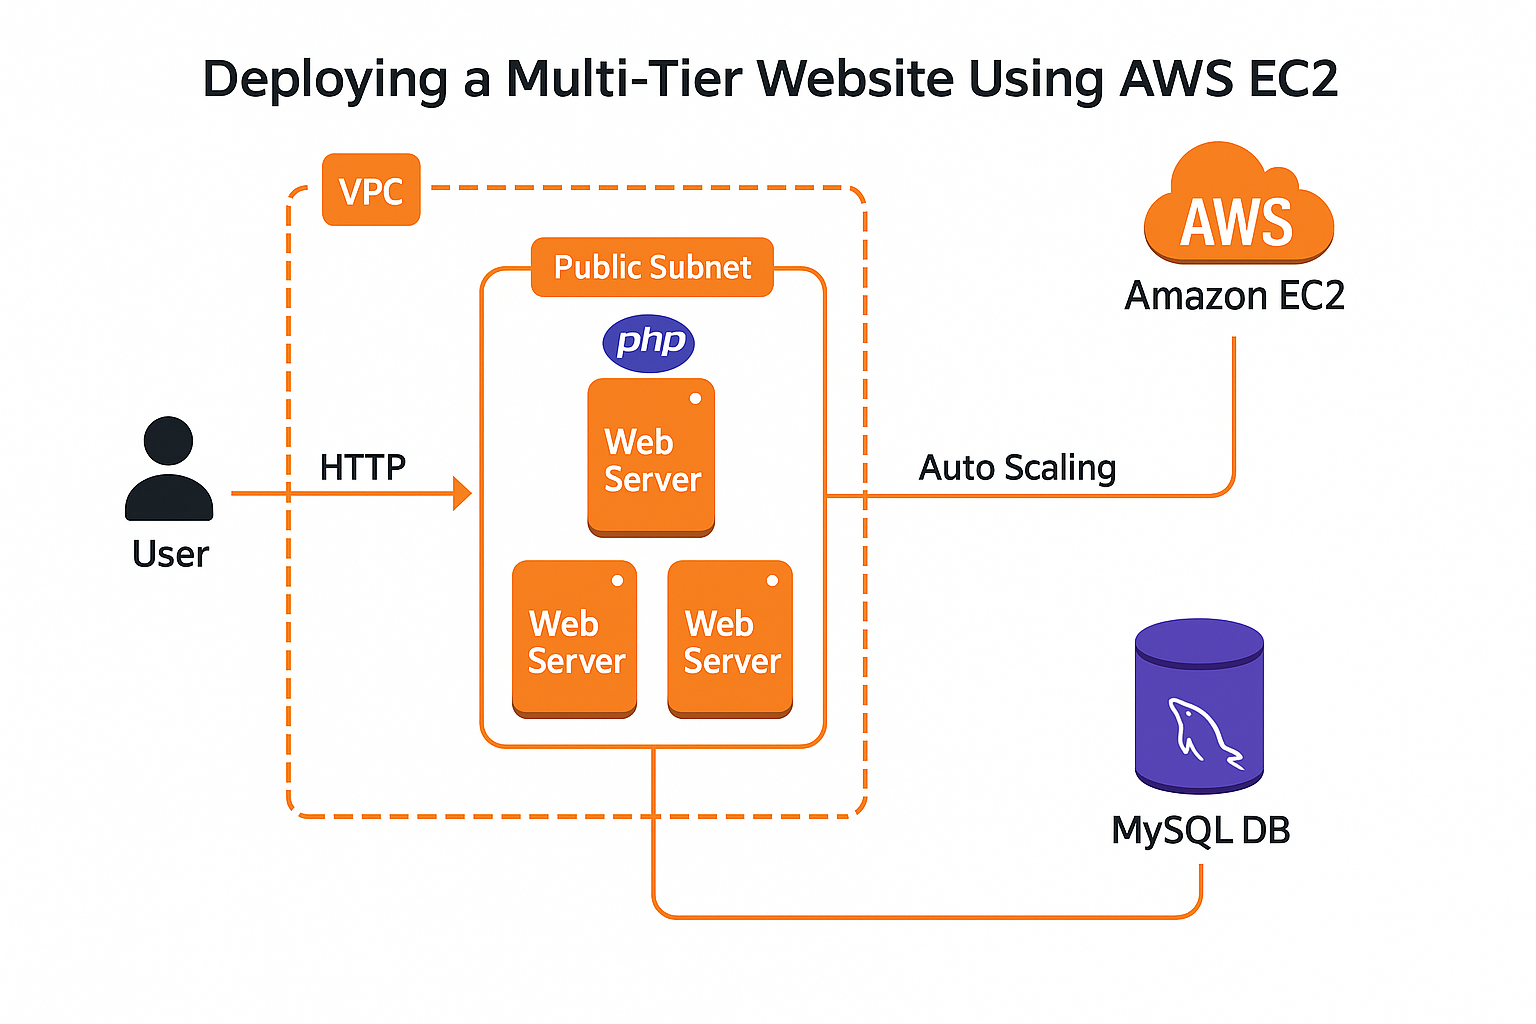 Deploying a Multi-Tier Website Using AWS EC2
VPC
Public Subnet
php
Web
Server
Web
Server
Web
Server
HTTP
User
Auto Scaling
AWS
Amazon EC2
MySQL DB